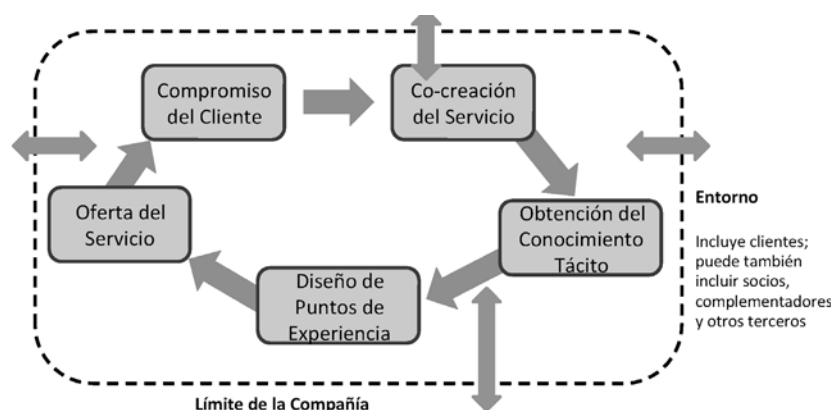 Compromiso
del Cliente
Co-creación
del Servicio
Obtención del
Conocimiento
Tácito
Diseño de
Puntos de
Experiencia
Oferta del
Servicio
Entorno
Incluye clientes;
puede también
incluir socios,
complementadores
y otros terceros
Límite de la Compañía